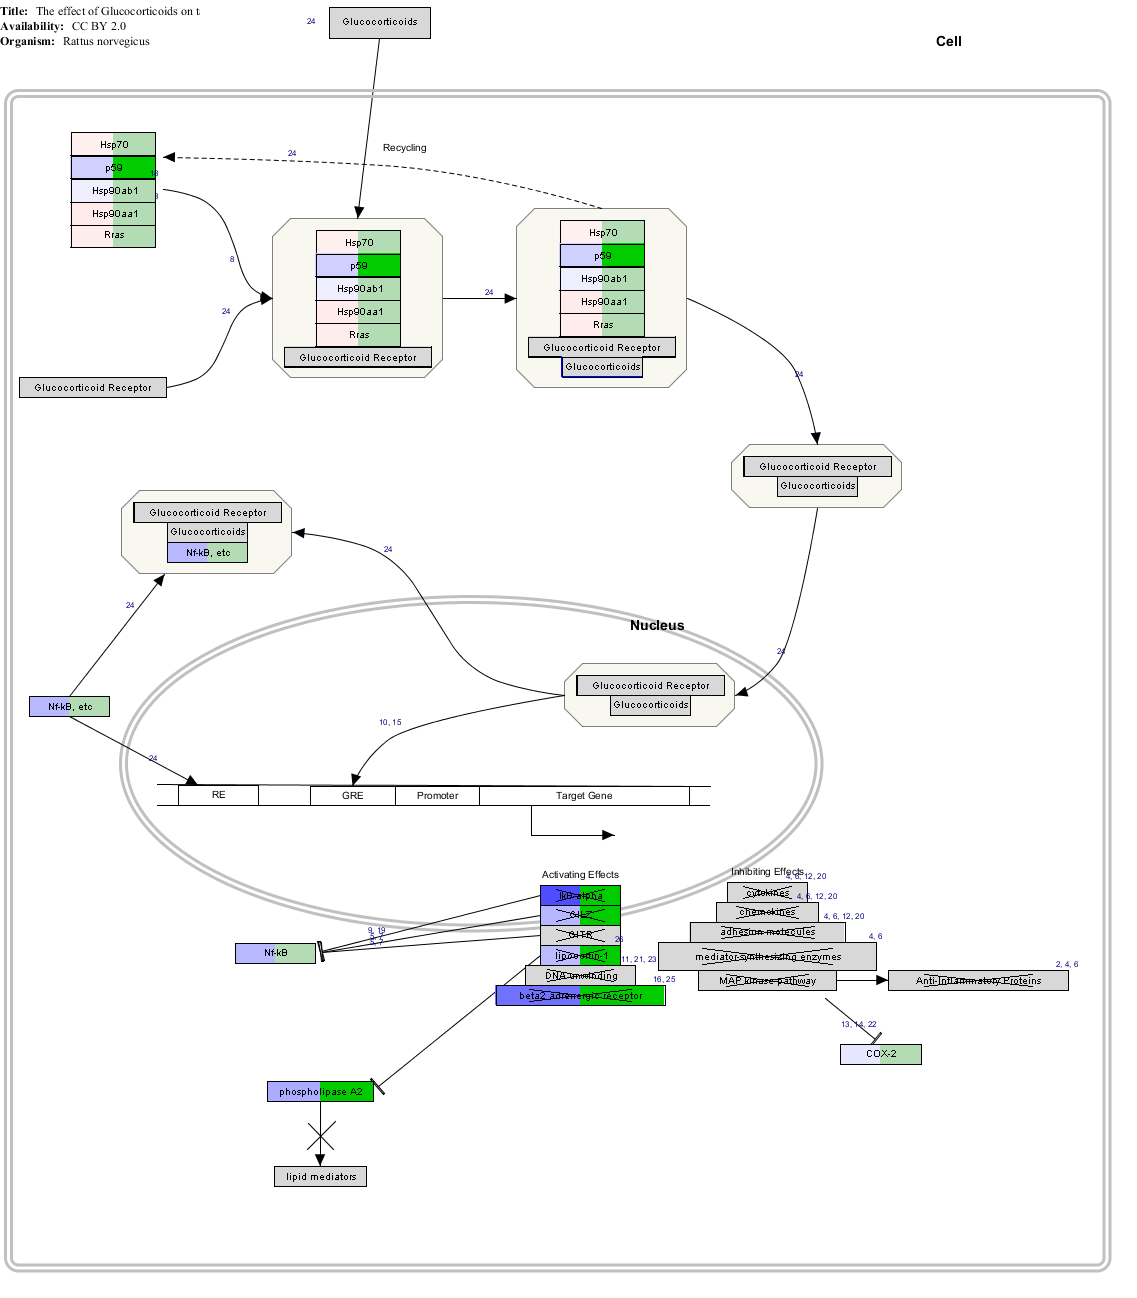 Title: The effect of Glucocorticoids on t
Availability: CC BY 2.0
Organism: Rattus norvegicus
24
Glucocorticoids
Cell
Hsp70
p59
Hsp90ab1
Hsp90aa1
Rras
18
8
24
Recycling
8
24
Glucocorticoid Receptor
Hsp70
p59
Hsp90ab1
Hsp90aa1
Rras
Glucocorticoid Receptor
24
Hsp70
p59
Hsp90ab1
Hsp90aa1
Rras
Glucocorticoid Receptor
Glucocorticoids
24
Glucocorticoid Receptor
Glucocorticoids
Glucocorticoid Receptor
Glucocorticoids
Nf-kB, etc
24
24
Nucleus
24
Glucocorticoid Receptor
Glucocorticoids
Nf-kB, etc
10, 15
24
RE
GRE
Promoter
Target Gene
Activating Effects
Inhibiting Effects
GITR
lipocortin-1
DNA unwinding
beta2 adrenergic receptor
26
11, 21, 23
16, 25
cytokines
chemokines
adhesion molecules
mediator-synthesizing enzymes
MAP kinase pathway
4, 6, 12, 20
4, 6, 12, 20
4, 6, 12, 20
4, 6
Anti-Inflammatory Proteins
2, 4, 6
9, 19
Nf-kB
13, 14, 22
COX-2
phospholipase A2
lipid mediators